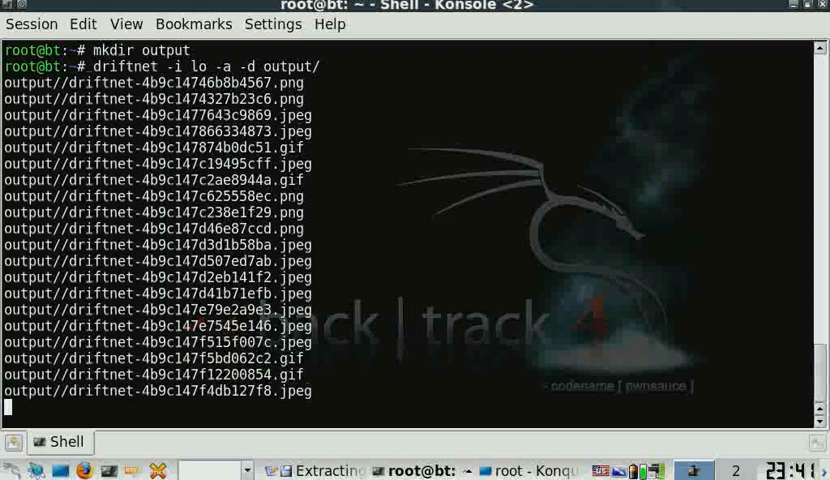 root@bt: ~ - Shell - Konsole <2>
Session Edit View Bookmarks Settings Help
root@bt:~# mkdir output
root@bt:~# driftnet -i lo -a -d output/
output//driftnet-4b9c14746b8b4567.png
output//driftnet-4b9c1474327b23c6.png
output//driftnet-4b9c1477643c9869.jpeg
output//driftnet-4b9c147866334873.jpeg
output//driftnet-4b9c147874b0dc51.gif
output//driftnet-4b9c147c19495cff.jpeg
output//driftnet-4b9c147c2ae8944a.gif
output//driftnet-4b9c147c625558ec.png
output//driftnet-4b9c147c238e1f29.png
output//driftnet-4b9c147d46e87ccd.png
output//driftnet-4b9c147d3d1b58ba.jpeg
output//driftnet-4b9c147d507ed7ab.jpeg
output//driftnet-4b9c147d2eb141f2.jpeg
output//driftnet-4b9c147d41b71efb.jpeg
output//driftnet-4b9c147e79e2a9e3.jpeg
output//driftnet-4b9c147e7545e146.jpeg
output//driftnet-4b9c147f515f007c.jpeg
output//driftnet-4b9c147f5bd062c2.gif
output//driftnet-4b9c147f12200854.gif
output//driftnet-4b9c147f4db127f8.jpeg
back | track 4
- codename [ pwnsauce ]
Shell
Extracting
root@bt:
root - Konqu
2
23:41